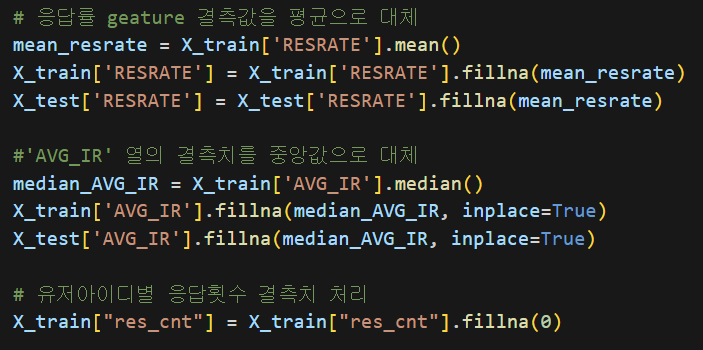 # 응답률 geature 결측값을 평균으로 대체
mean_resrate = X_train['RESRATE'].mean()
X_train['RESRATE'] = X_train['RESRATE'].fillna(mean_resrate)
X_test['RESRATE'] = X_test['RESRATE'].fillna(mean_resrate)
#'AVG_IR' 열의 결측치를 중앙값으로 대체
median_AVG_IR = X_train['AVG_IR'].median()
X_train['AVG_IR'].fillna(median_AVG_IR, inplace=True)
X_test['AVG_IR'].fillna(median_AVG_IR, inplace=True)
# 유저아이디별 응답횟수 결측치 처리
X_train["res_cnt"] = X_train["res_cnt"].fillna(0)